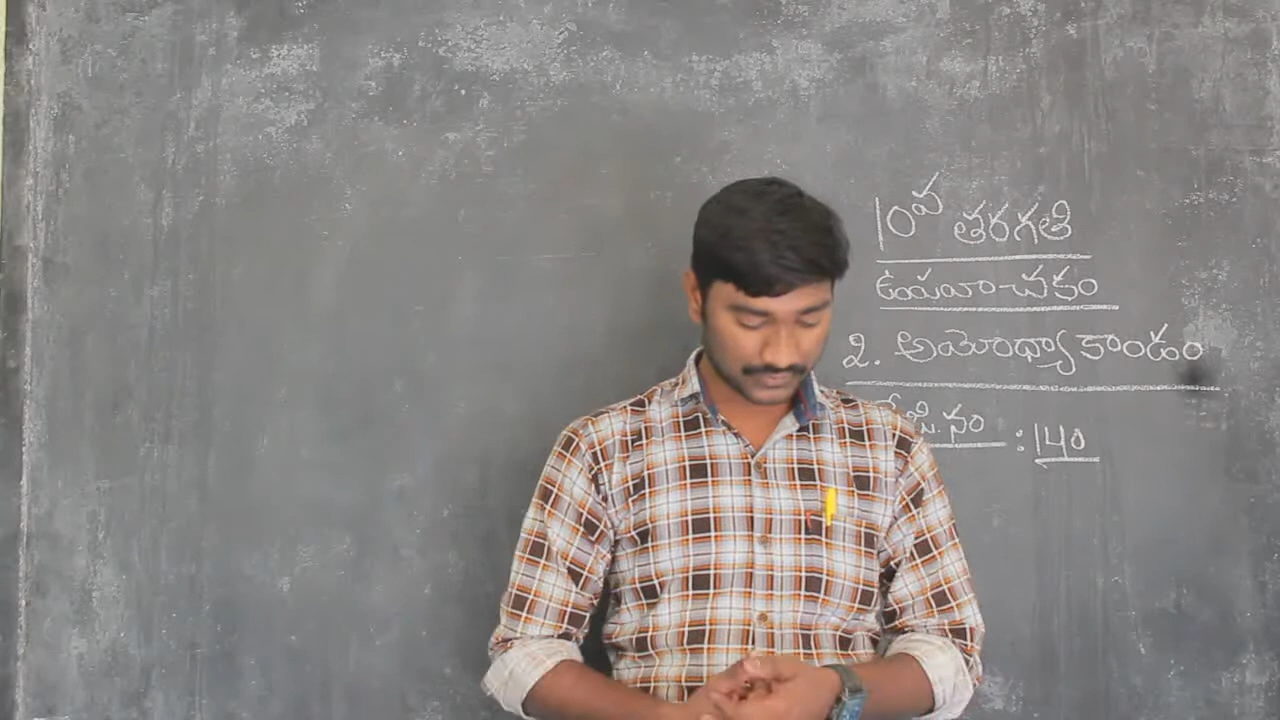 10వ తరగతి
ఉపవాచకం
2. అయోధ్యాకాండం
పేజి.నం :140